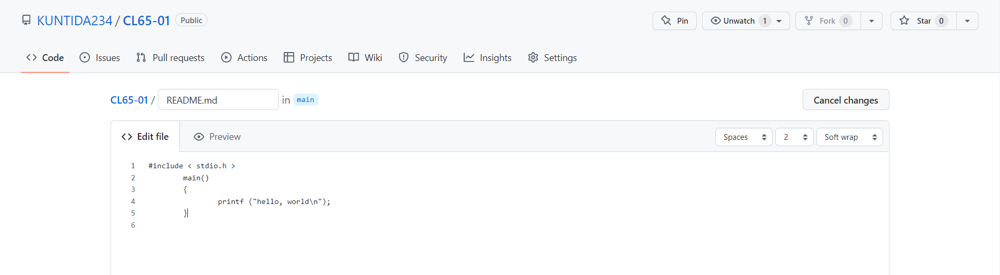 KUNTIDA234 / CL65-01 Public Pin Unwatch 1 Fork 0 Star 0
Code Issues Pull requests Actions Projects Wiki Security Insights Settings
CL65-01 / README.md in main Cancel changes
Edit file Preview Spaces 2 Soft wrap
1 #include < stdio.h >
2 main()
3 {
4 printf ("hello, world\n");
5 }
6